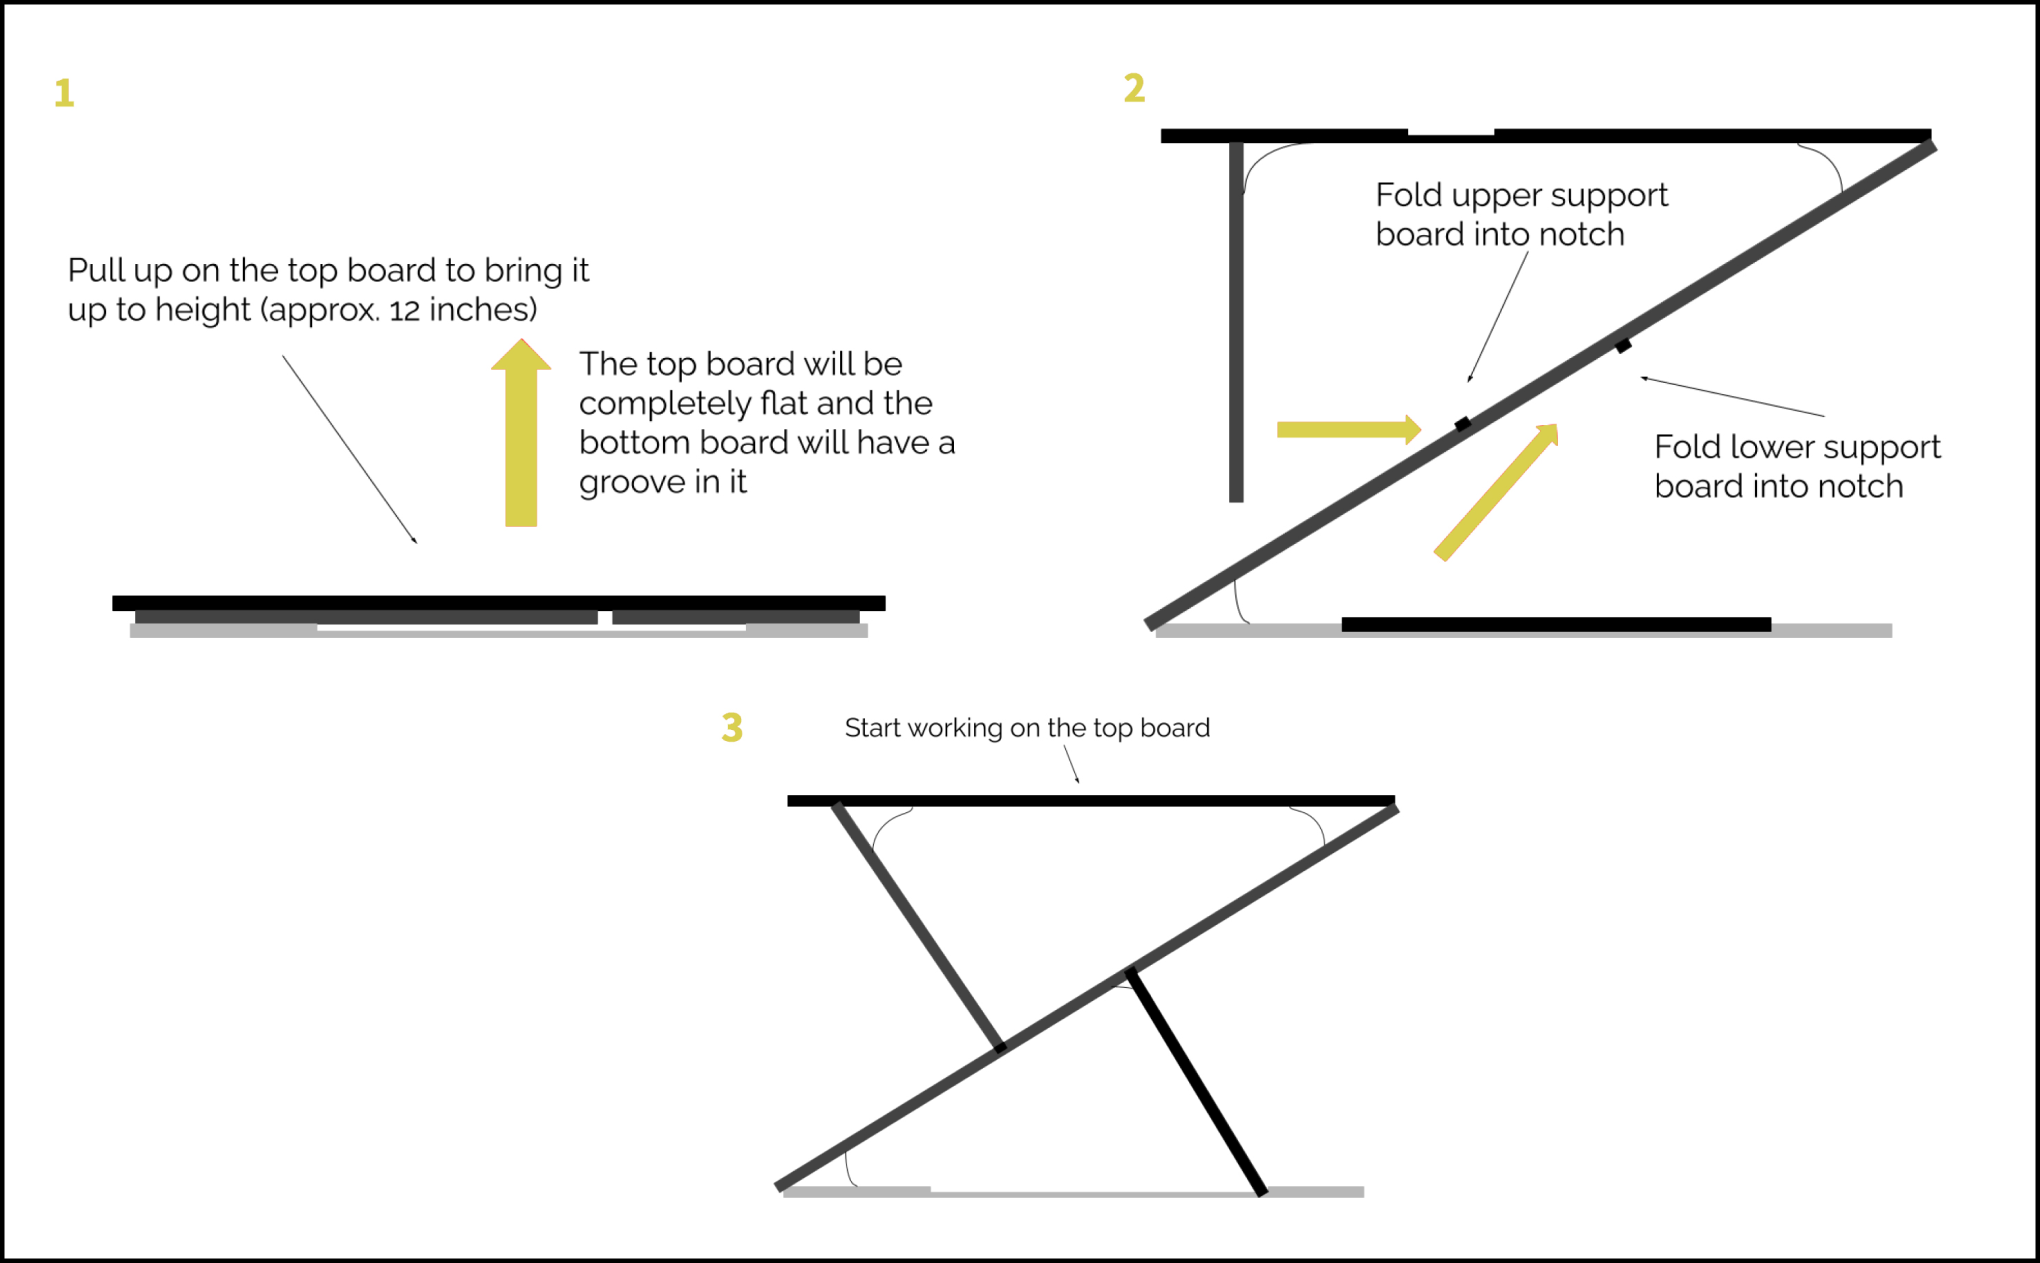 1
Pull up on the top board to bring it
up to height (approx. 12 inches)
The top board will be
completely flat and the
bottom board will have a
groove in it
2
Fold upper support
board into notch
Fold lower support
board into notch
3
Start working on the top board